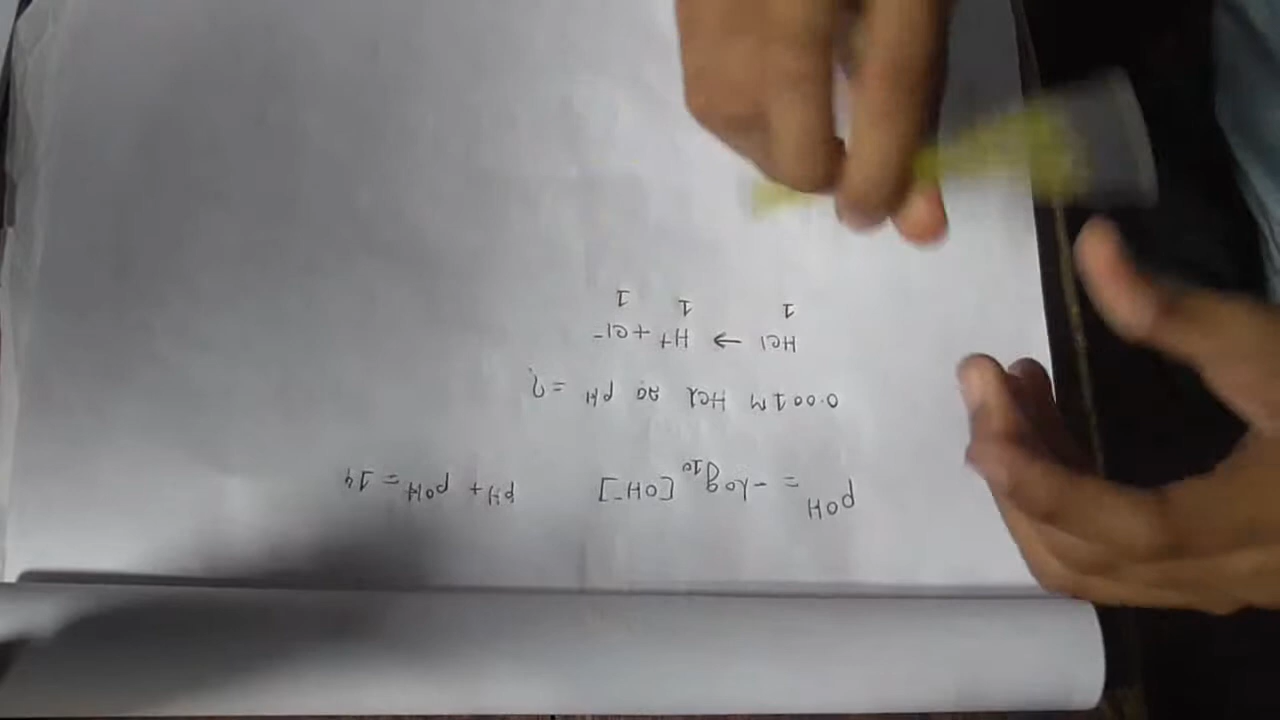 pOH = -log10 [OH⁻] pH + pOH = 14
0.001M HCl का pH = ?
HCl → H+ + Cl⁻
1 1 1